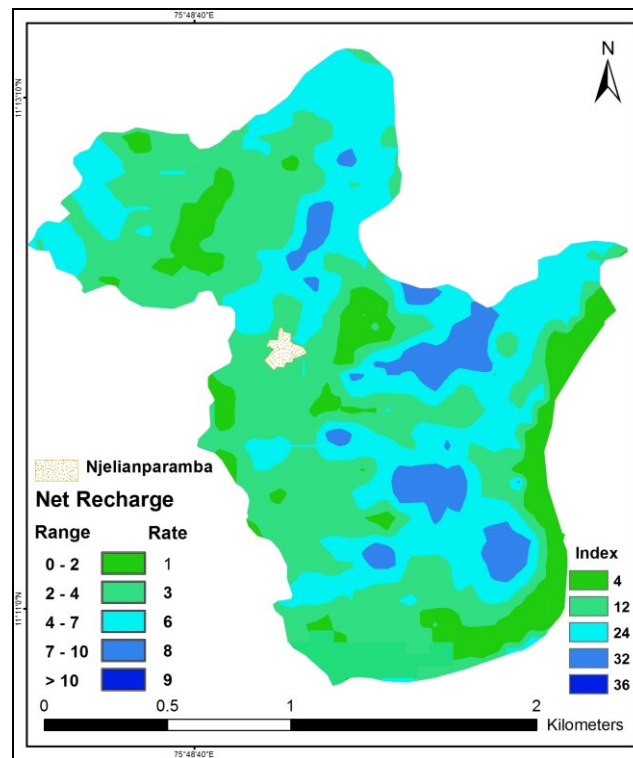 75°48'40"E
N
11°13'10"N
Njelianparamba
Net Recharge
Range Rate
0 - 2 1
2 - 4 3
4 - 7 6
7 - 10 8
> 10 9
Index
4
12
24
32
36
11°11'0"N
0 0.5 1 2
Kilometers
75°48'40"E